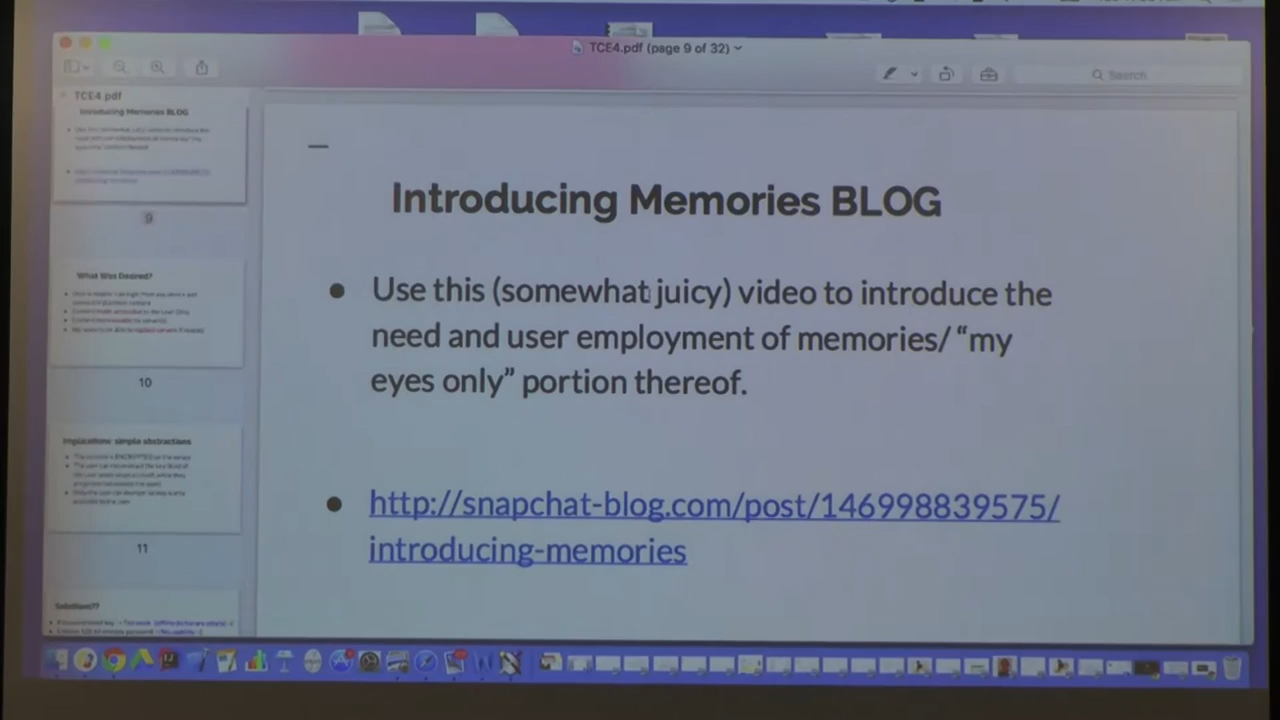 TCE4.pdf (page 9 of 32)
Search
TCE4.pdf
Introducing Memories BLOG
9
What Was Desired?
10
Implications: simple abstractions
11
Solutions??
Introducing Memories BLOG
Use this (somewhat juicy) video to introduce the
need and user employment of memories/ “my
eyes only” portion thereof.
http://snapchat-blog.com/post/146998839575/
introducing-memories